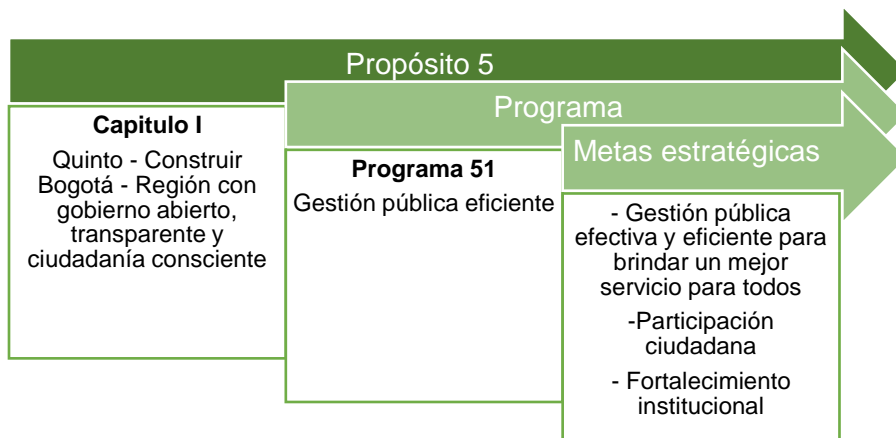 Propósito 5
Capitulo I
Quinto - Construir
Bogotá - Región con
gobierno abierto,
transparente y
ciudadanía consciente
Programa
Programa 51
Gestión pública eficiente
Metas estratégicas
- Gestión pública
efectiva y eficiente para
brindar un mejor
servicio para todos
-Participación
ciudadana
- Fortalecimiento
institucional